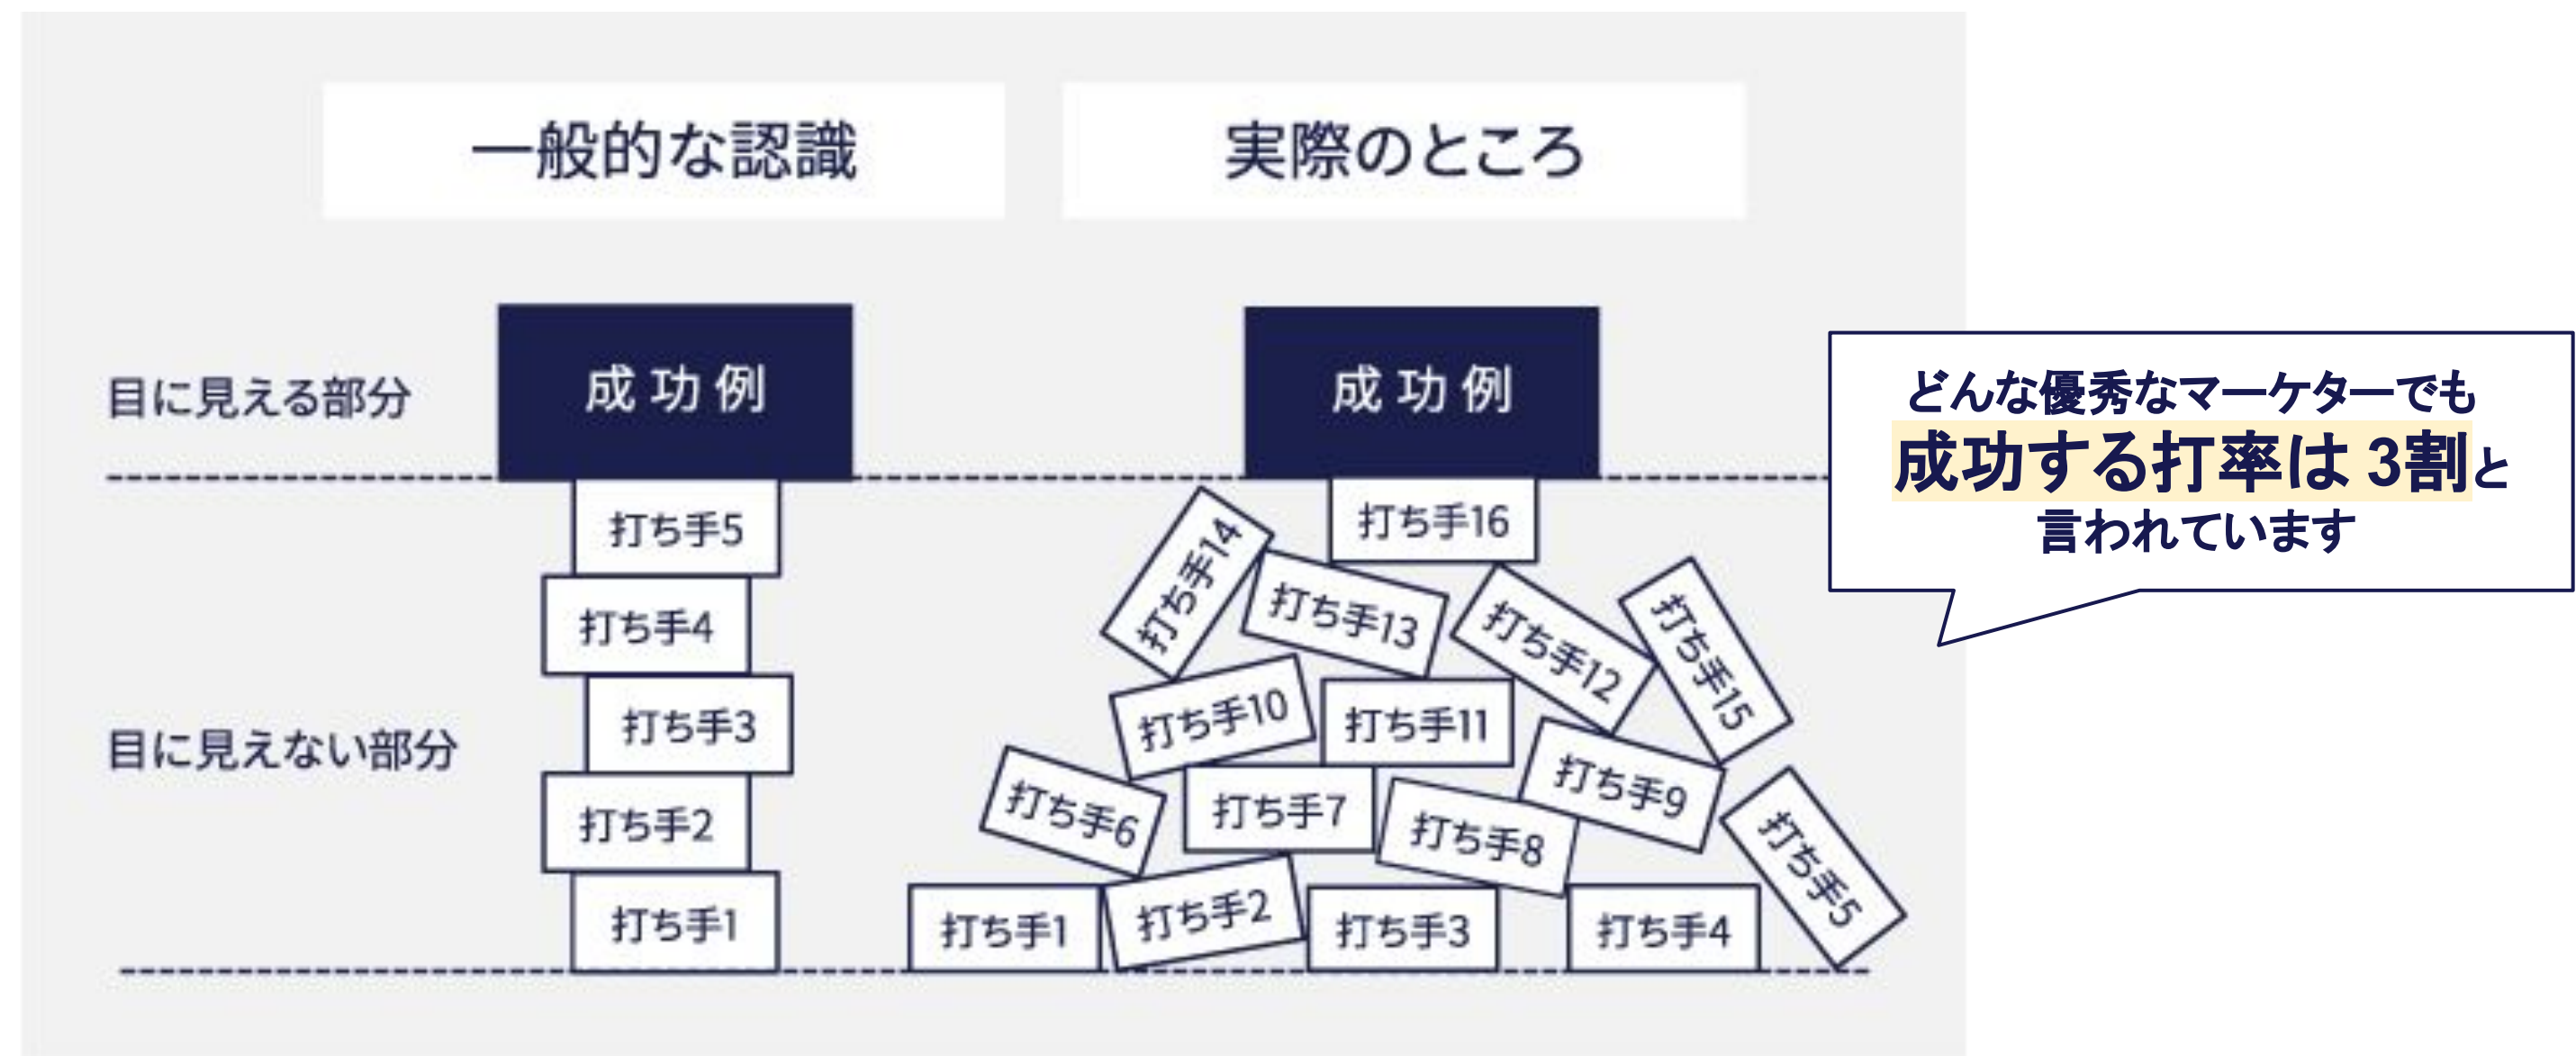 一般的な認識
実際のところ
目に見える部分
成功例
成功例
どんな優秀なマーケターでも
成功する打率は3割と
言われています
目に見えない部分
打ち手5
打ち手4
打ち手3
打ち手2
打ち手1
打ち手16
打ち手14
打ち手13
打ち手12
打ち手15
打ち手10
打ち手11
打ち手9
打ち手6
打ち手7
打ち手8
打ち手5
打ち手1
打ち手2
打ち手3
打ち手4